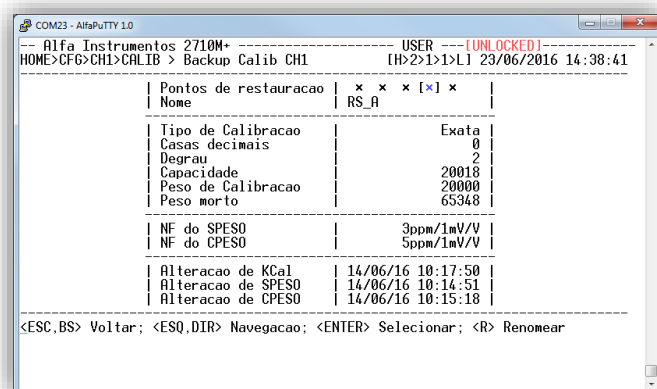 COM23 - AlfaPuTTY 1.0
-- Alfa Instrumentos 2710M+ -------------------- USER ---[UNLOCKED]------------
HOME>CFG>CH1>CALIB > Backup Calib CH1 [H>2>1>1>L] 23/06/2016 14:38:41
| Pontos de restauracao | × × × [×] × |
| Nome | RS_A |
| Tipo de Calibracao | Exata |
| Casas decimais | 0 |
| Degrau | 2 |
| Capacidade | 20018 |
| Peso de Calibracao | 20000 |
| Peso morto | 65348 |
| NF do SPESO | 3ppm/1mV/V |
| NF do CPESO | 5ppm/1mV/V |
| Alteracao de KCal | 14/06/16 10:17:50 |
| Alteracao de SPESO | 14/06/16 10:14:51 |
| Alteracao de CPESO | 14/06/16 10:15:18 |
<ESC,BS> Voltar; <ESQ,DIR> Navegacao; <ENTER> Selecionar; <R> Renomear